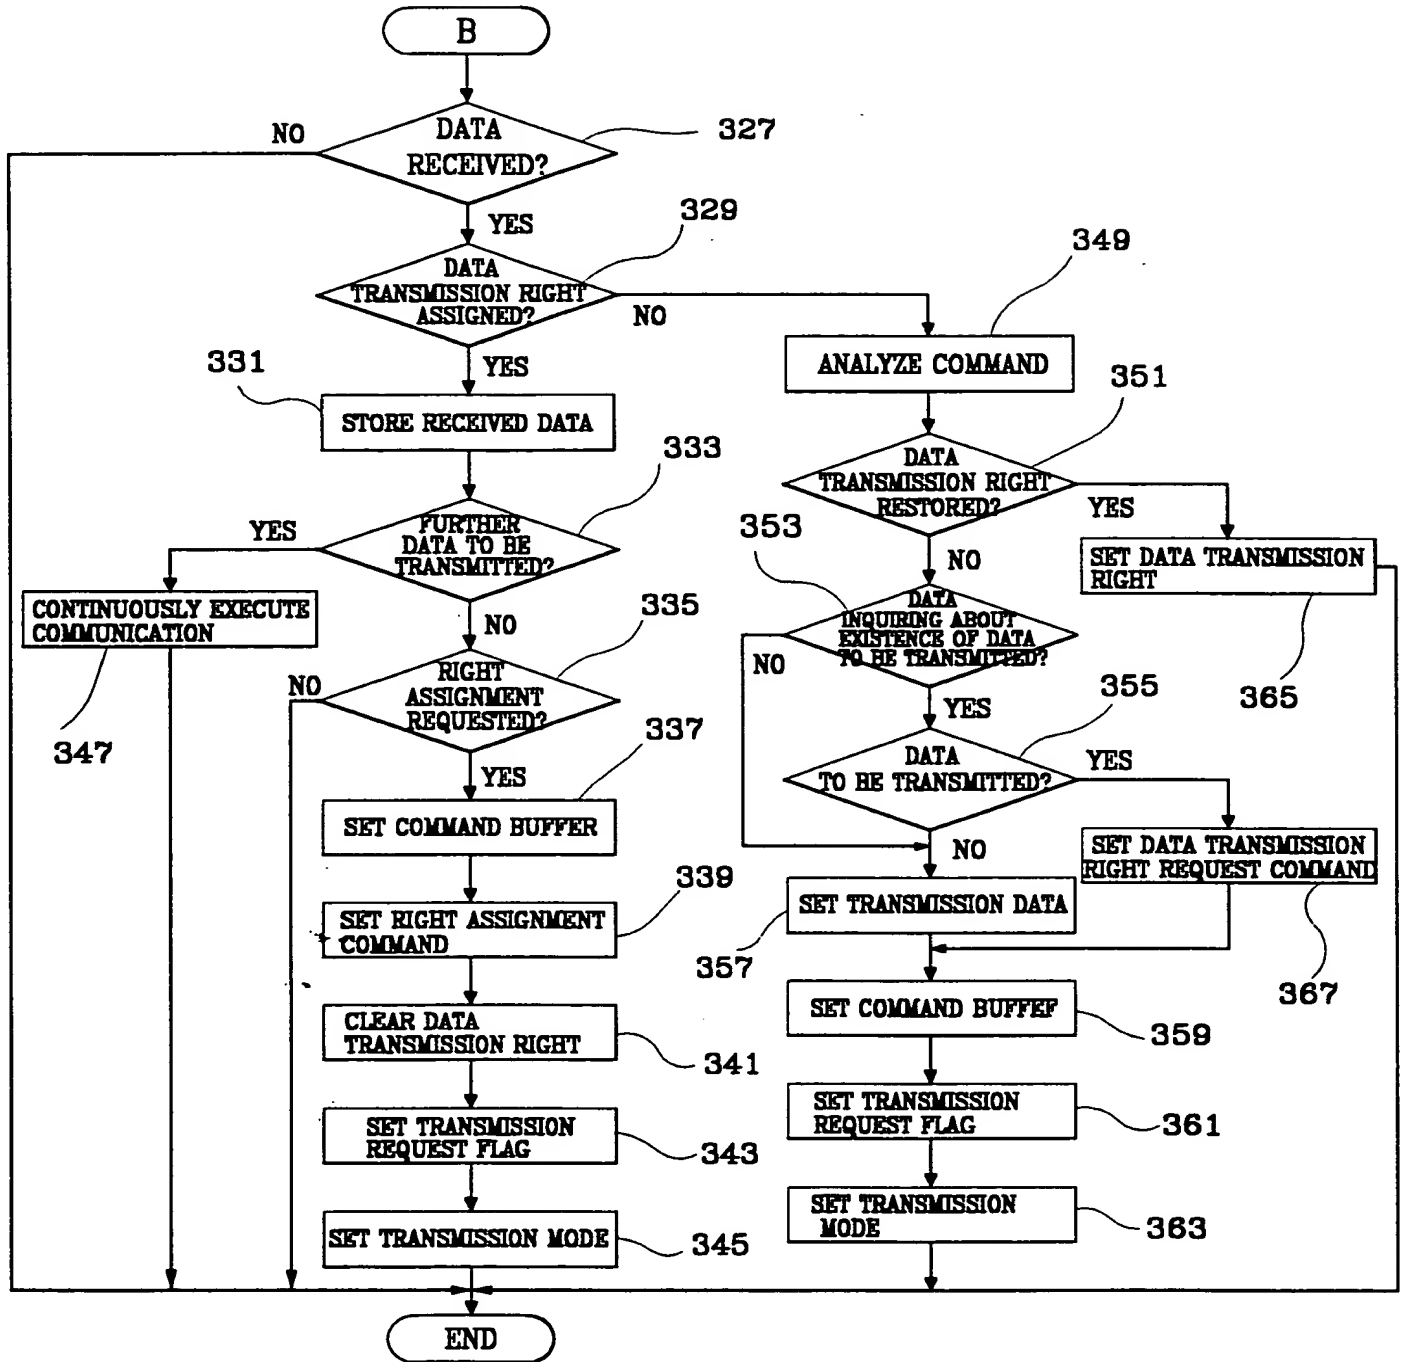 B
DATA
RECEIVED?
327
NO
YES
329
DATA
TRANSMISSION RIGHT
ASSIGNED?
NO
YES
349
ANALYZE COMMAND
331
STORE RECEIVED DATA
351
DATA
TRANSMISSION RIGHT
RESTORED?
YES
NO
333
FURTHER
DATA TO BE
TRANSMITTED?
YES
NO
353
SET DATA TRANSMISSION
RIGHT
365
CONTINUOUSLY EXECUTE
COMMUNICATION
347
DATA
INQUIRING ABOUT
EXISTENCE OF DATA
TO BE TRANSMITTED?
NO
YES
335
RIGHT
ASSIGNMENT
REQUESTED?
NO
YES
355
DATA
TO BE TRANSMITTED?
YES
NO
337
SET COMMAND BUFFER
SET DATA TRANSMISSION
RIGHT REQUEST COMMAND
367
339
SET RIGHT ASSIGNMENT
COMMAND
SET TRANSMISSION DATA
357
CLEAR DATA
TRANSMISSION RIGHT
341
SET COMMAND BUFFEF
359
SET TRANSMISSION
REQUEST FLAG
343
SET TRANSMISSION
REQUEST FLAG
361
SET TRANSMISSION MODE
345
SET TRANSMISSION
MODE
363
END